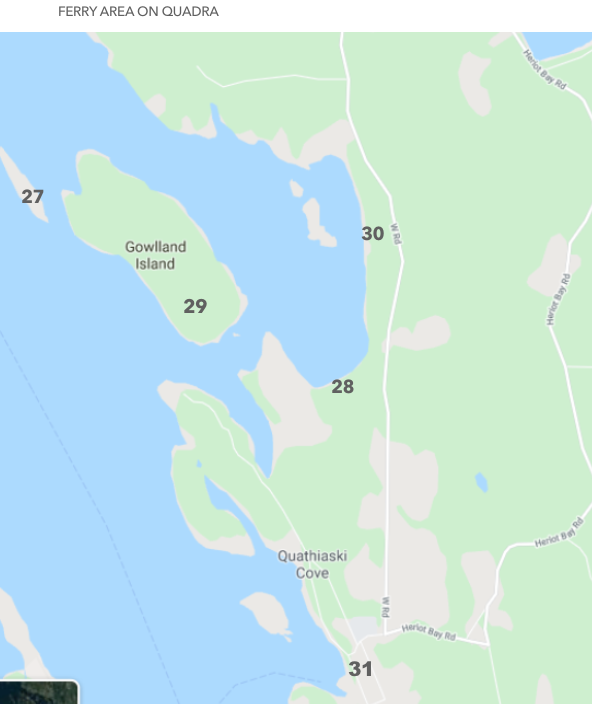 FERRY AREA ON QUADRA
Heriot Bay Rd
27
30
W Rd
Gowlland
Island
Heriot Bay Rd
29
28
Heriot Bay Rd
Quathiaski
Cove
W Rd
Heriot Bay Rd
31